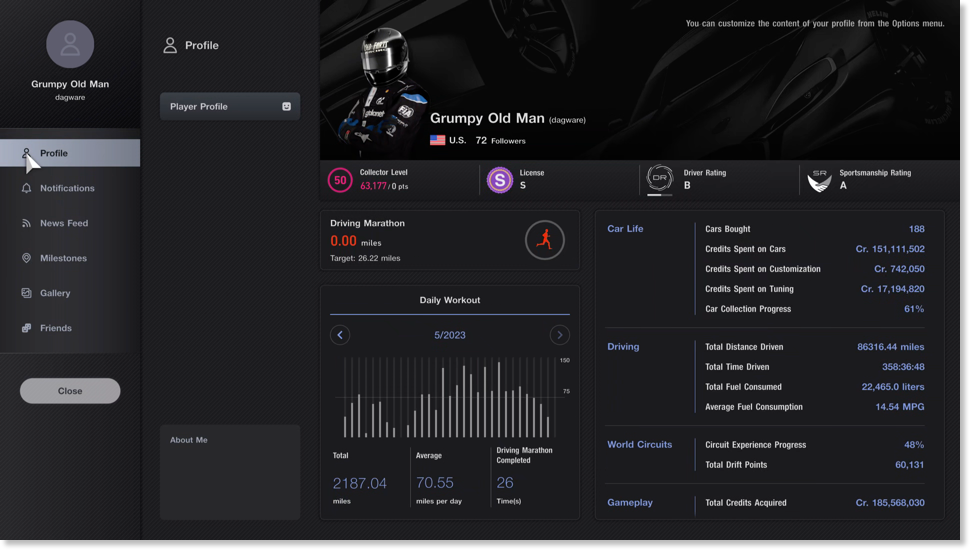 Grumpy Old Man
dagware
Profile
Notifications
News Feed
Milestones
Gallery
Friends
Close
Profile
Player Profile
About Me
You can customize the content of your profile from the Options menu.
FIA
Grumpy Old Man (dagware)
U.S. 72 Followers
50
Collector Level
63,177 / 0 pts
S
License
S
DR
Driver Rating
B
SR
Sportsmanship Rating
A
Driving Marathon
0.00 miles
Target: 26.22 miles
Daily Workout
5/2023
150
75
Total
2187.04
miles
Average
70.55
miles per day
Driving Marathon
Completed
26
Time(s)
Car Life
Cars Bought 188
Credits Spent on Cars Cr. 151,111,502
Credits Spent on Customization Cr. 742,050
Credits Spent on Tuning Cr. 17,194,820
Car Collection Progress 61%
Driving
Total Distance Driven 86316.44 miles
Total Time Driven 358:36:48
Total Fuel Consumed 22,465.0 liters
Average Fuel Consumption 14.54 MPG
World Circuits
Circuit Experience Progress 48%
Total Drift Points 60,131
Gameplay
Total Credits Acquired Cr. 185,568,030